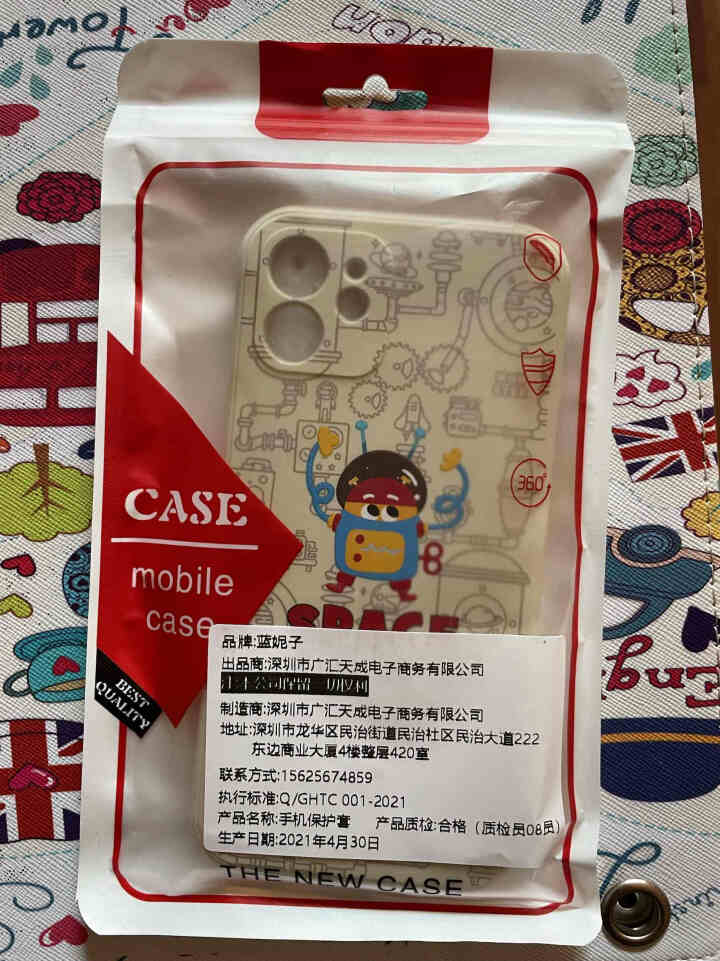 CASE
mobile
case
BEST
QUALITY
360°
8
SPACE
品牌:蓝妮子
出品商:深圳市广汇天成电子商务有限公司
制造商:深圳市广汇天成电子商务有限公司
地址:深圳市龙华区民治街道民治社区民治大道222
东边商业大厦4楼整层420室
联系方式:15625674859
执行标准:Q/GHTC 001-2021
产品名称:手机保护套 产品质检:合格（质检员08员）
生产日期:2021年4月30日
THE NEW CASE